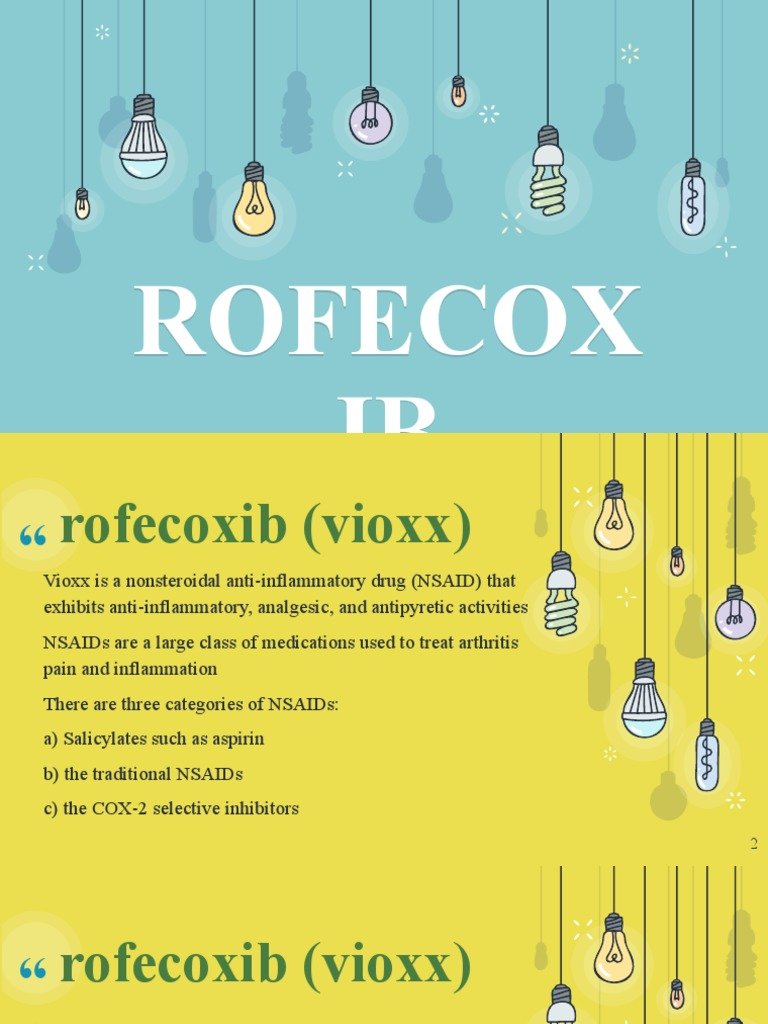 ROFECOX
IB
“ rofecoxib (vioxx)
Vioxx is a nonsteroidal anti-inflammatory drug (NSAID) that
exhibits anti-inflammatory, analgesic, and antipyretic activities
NSAIDs are a large class of medications used to treat arthritis
pain and inflammation
There are three categories of NSAIDs:
a) Salicylates such as aspirin
b) the traditional NSAIDs
c) the COX-2 selective inhibitors
2
“ rofecoxib (vioxx)